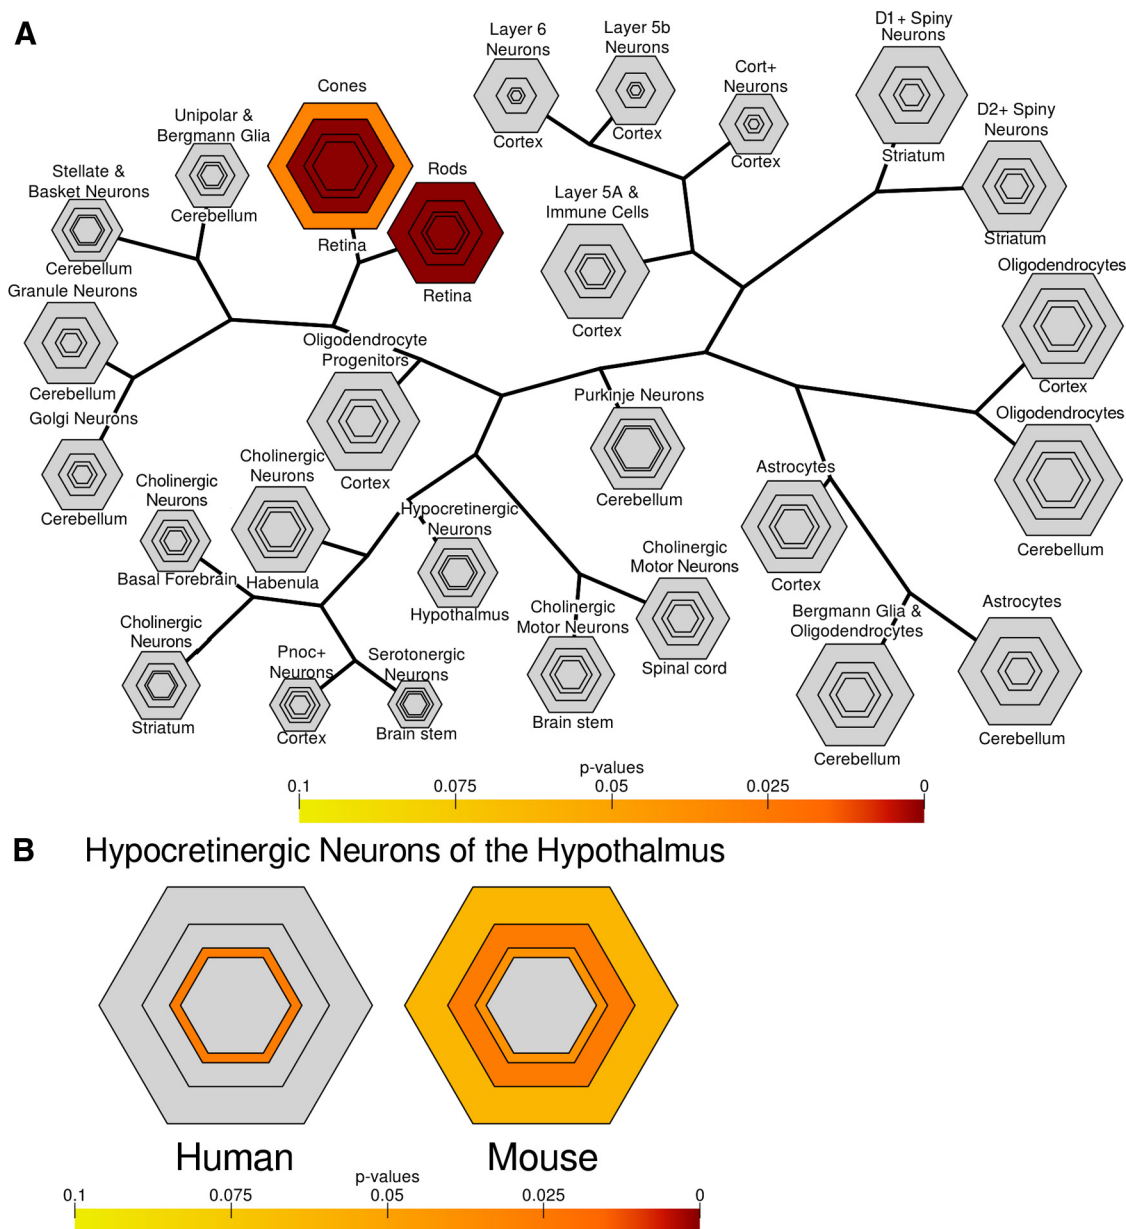 A
Cones
Retina
Rods
Retina
Unipolar &
Bergmann Glia
Cerebellum
Stellate &
Basket Neurons
Cerebellum
Granule Neurons
Cerebellum
Golgi Neurons
Cerebellum
Layer 6
Neurons
Cortex
Layer 5b
Neurons
Cortex
Cort+
Neurons
Cortex
Layer 5A &
Immune Cells
Cortex
D1+ Spiny
Neurons
Striatum
D2+ Spiny
Neurons
Striatum
Oligodendrocytes
Cortex
Oligodendrocytes
Cerebellum
Oligodendrocyte
Progenitors
Cortex
Purkinje Neurons
Cerebellum
Astrocytes
Cortex
Bergmann Glia &
Oligodendrocytes
Cerebellum
Astrocytes
Cerebellum
Cholinergic
Neurons
Basal Forebrain
Cholinergic
Neurons
Habenula
Hypocretinergic
Neurons
Hypothalmus
Cholinergic
Motor Neurons
Spinal cord
Cholinergic
Motor Neurons
Brain stem
Cholinergic
Neurons
Striatum
Pnoc+
Neurons
Cortex
Serotonergic
Neurons
Brain stem
p-values
0.1 0.075 0.05 0.025 0
B
Hypocretinergic Neurons of the Hypothalmus
Human
Mouse
p-values
0.1 0.075 0.05 0.025 0